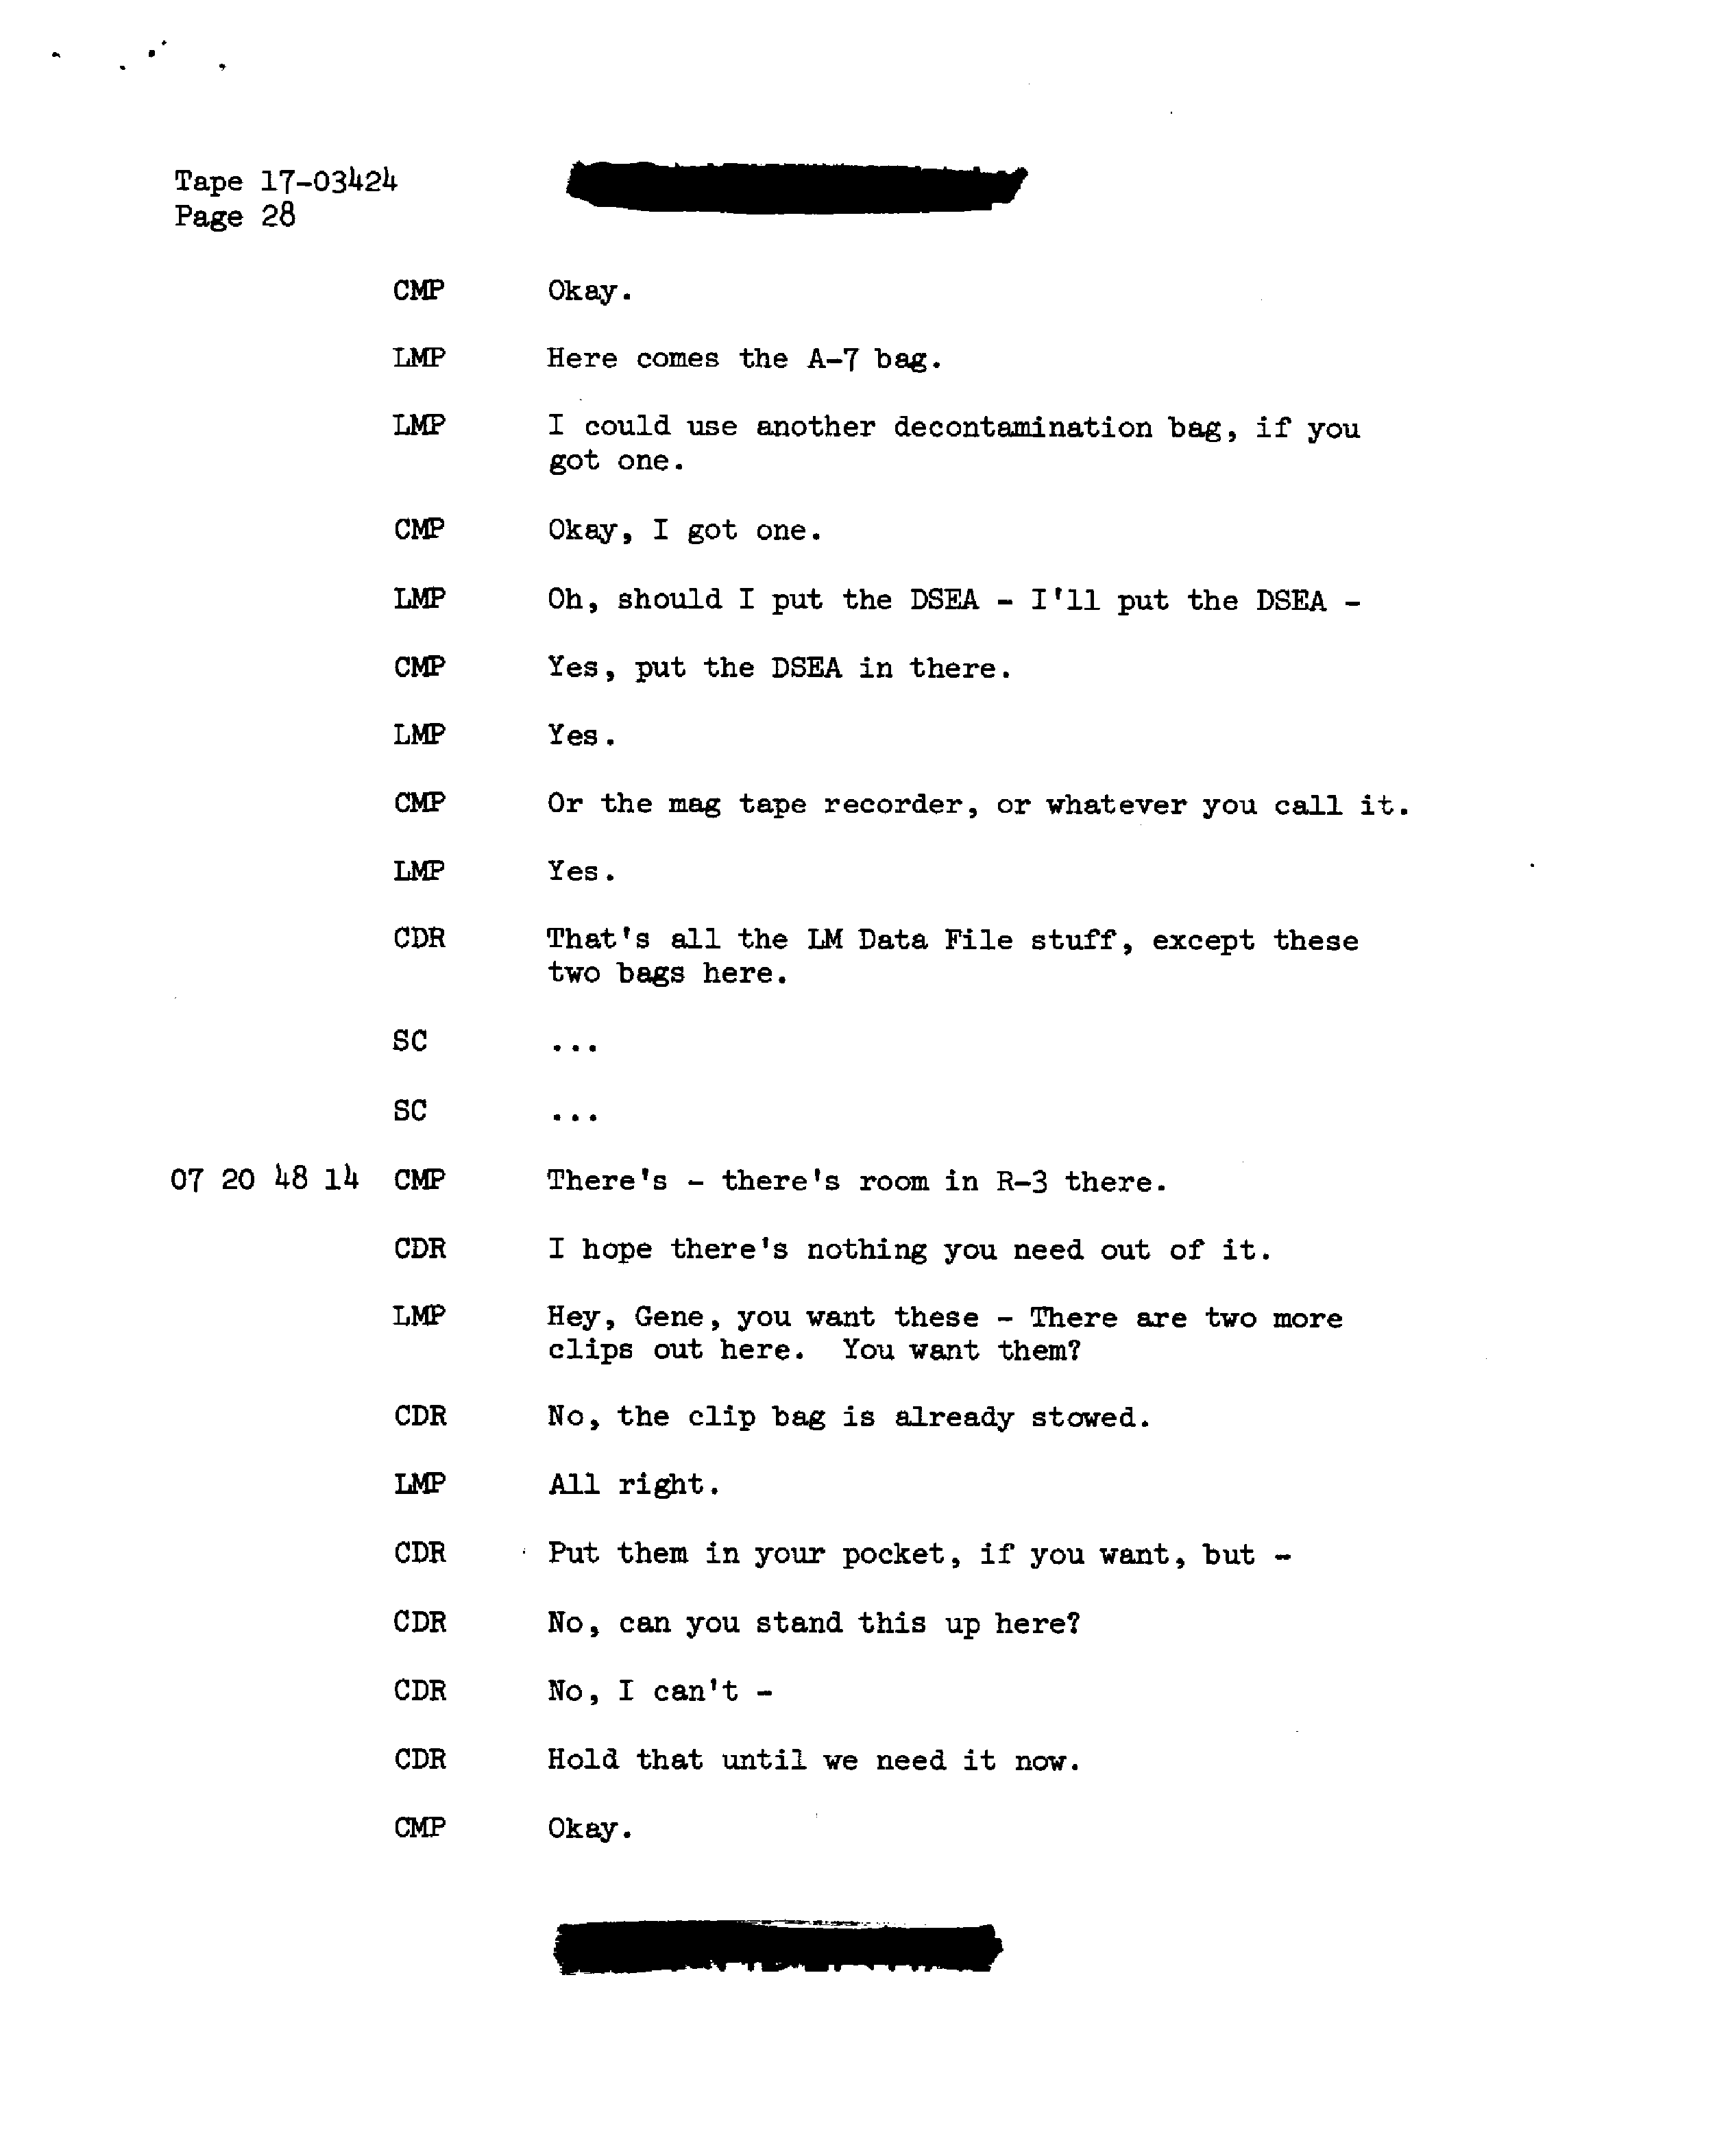 Tape 17-03424
Page 28
CMP Okay.
LMP Here comes the A-7 bag.
LMP I could use another decontamination bag, if you
got one.
CMP Okay, I got one.
LMP Oh, should I put the DSEA - I'll put the DSEA -
CMP Yes, put the DSEA in there.
LMP Yes.
CMP Or the mag tape recorder, or whatever you call it.
LMP Yes.
CDR That's all the LM Data File stuff, except these
two bags here.
SC ...
SC ...
07 20 48 14 CMP There's - there's room in R-3 there.
CDR I hope there's nothing you need out of it.
LMP Hey, Gene, you want these - There are two more
clips out here. You want them?
CDR No, the clip bag is already stowed.
LMP All right.
CDR Put them in your pocket, if you want, but -
CDR No, can you stand this up here?
CDR No, I can't -
CDR Hold that until we need it now.
CMP Okay.